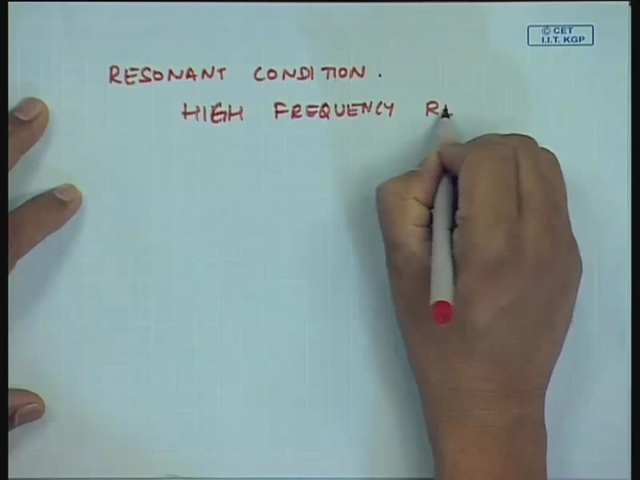 © CET
I.I.T. KGP
RESONANT CONDITION.
HIGH FREQUENCY R